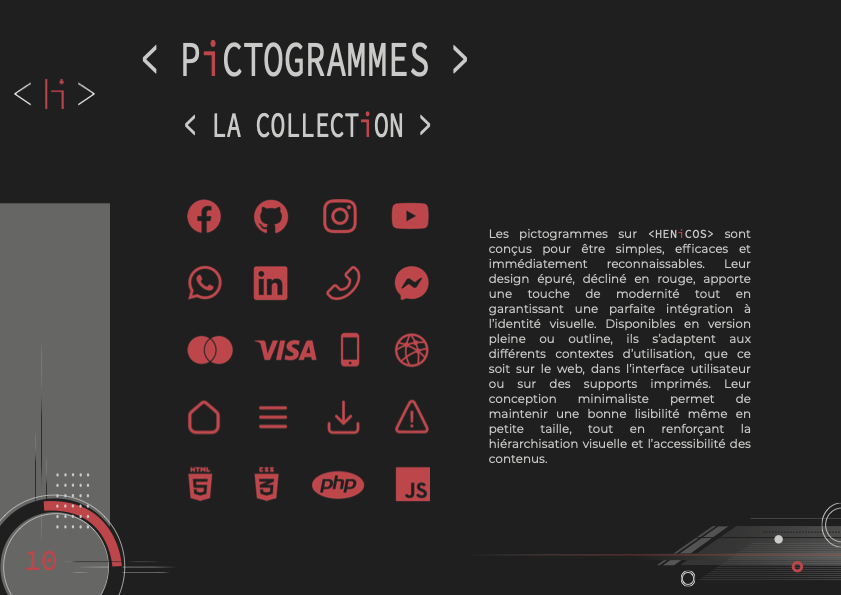 < PiCTOGRAMMES >
< hi >
< LA COLLECTiON >
Les pictogrammes sur <HENiCOS> sont
conçus pour être simples, efficaces et
immédiatement reconnaissables. Leur
design épuré, décliné en rouge, apporte
une touche de modernité tout en
garantissant une parfaite intégration à
l'identité visuelle. Disponibles en version
pleine ou outline, ils s'adaptent aux
différents contextes d'utilisation, que ce
soit sur le web, dans l'interface utilisateur
ou sur des supports imprimés. Leur
conception minimaliste permet de
maintenir une bonne lisibilité même en
petite taille, tout en renforçant la
hiérarchisation visuelle et l'accessibilité des
contenus.
in
VISA
HTML
5
CSS
3
php
JS
10